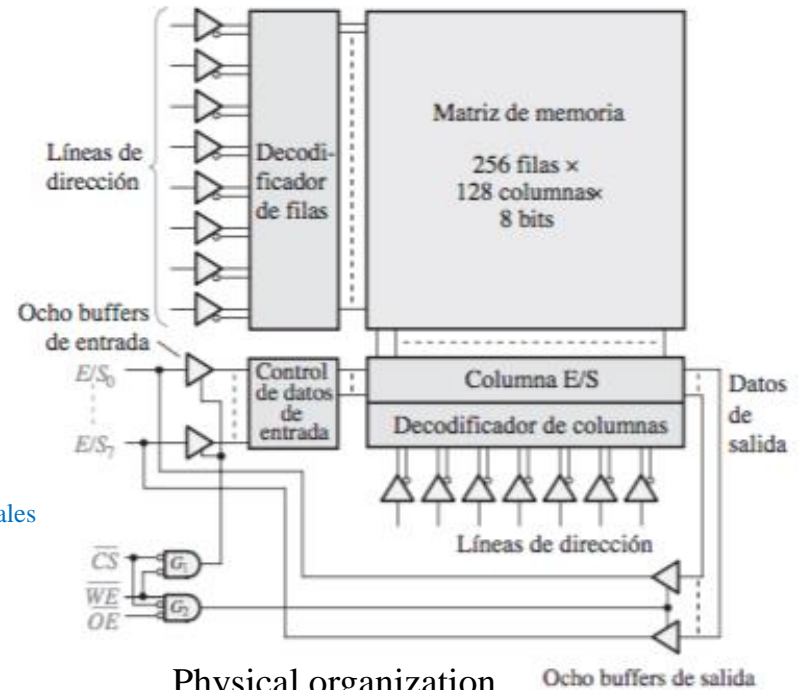 Líneas de
dirección
Decodi-
ficador
de filas
Matriz de memoria
256 filas ×
128 columnas×
8 bits
Ocho buffers
de entrada
E/S0
E/S7
Control
de datos
de
entrada
Columna E/S
Decodificador de columnas
Datos
de
salida
ales
Líneas de dirección
CS
WE
OE
G1
G2
Physical organization
Ocho buffers de salida